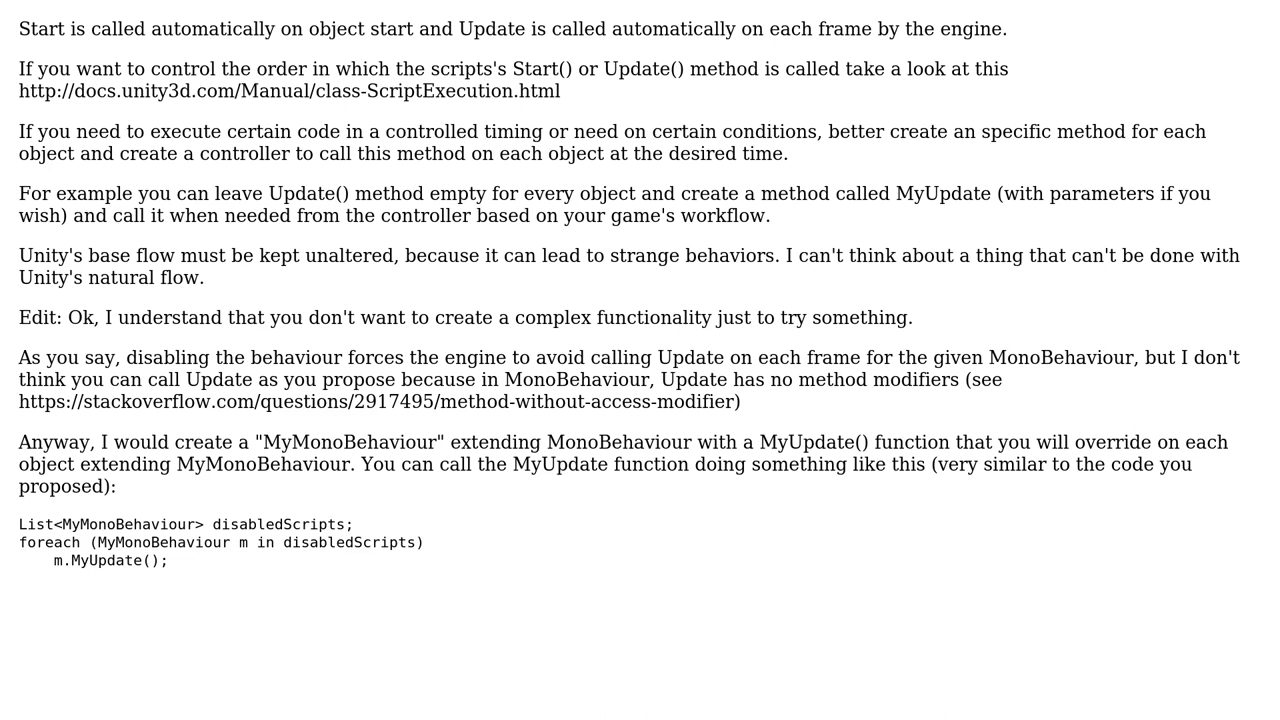 Start is called automatically on object start and Update is called automatically on each frame by the engine.
If you want to control the order in which the scripts's Start() or Update() method is called take a look at this
http://docs.unity3d.com/Manual/class-ScriptExecution.html
If you need to execute certain code in a controlled timing or need on certain conditions, better create an specific method for each
object and create a controller to call this method on each object at the desired time.
For example you can leave Update() method empty for every object and create a method called MyUpdate (with parameters if you
wish) and call it when needed from the controller based on your game's workflow.
Unity's base flow must be kept unaltered, because it can lead to strange behaviors. I can't think about a thing that can't be done with
Unity's natural flow.
Edit: Ok, I understand that you don't want to create a complex functionality just to try something.
As you say, disabling the behaviour forces the engine to avoid calling Update on each frame for the given MonoBehaviour, but I don't
think you can call Update as you propose because in MonoBehaviour, Update has no method modifiers (see
https://stackoverflow.com/questions/2917495/method-without-access-modifier)
Anyway, I would create a "MyMonoBehaviour" extending MonoBehaviour with a MyUpdate() function that you will override on each
object extending MyMonoBehaviour. You can call the MyUpdate function doing something like this (very similar to the code you
proposed):
List<MyMonoBehaviour> disabledScripts;
foreach (MyMonoBehaviour m in disabledScripts)
    m.MyUpdate();